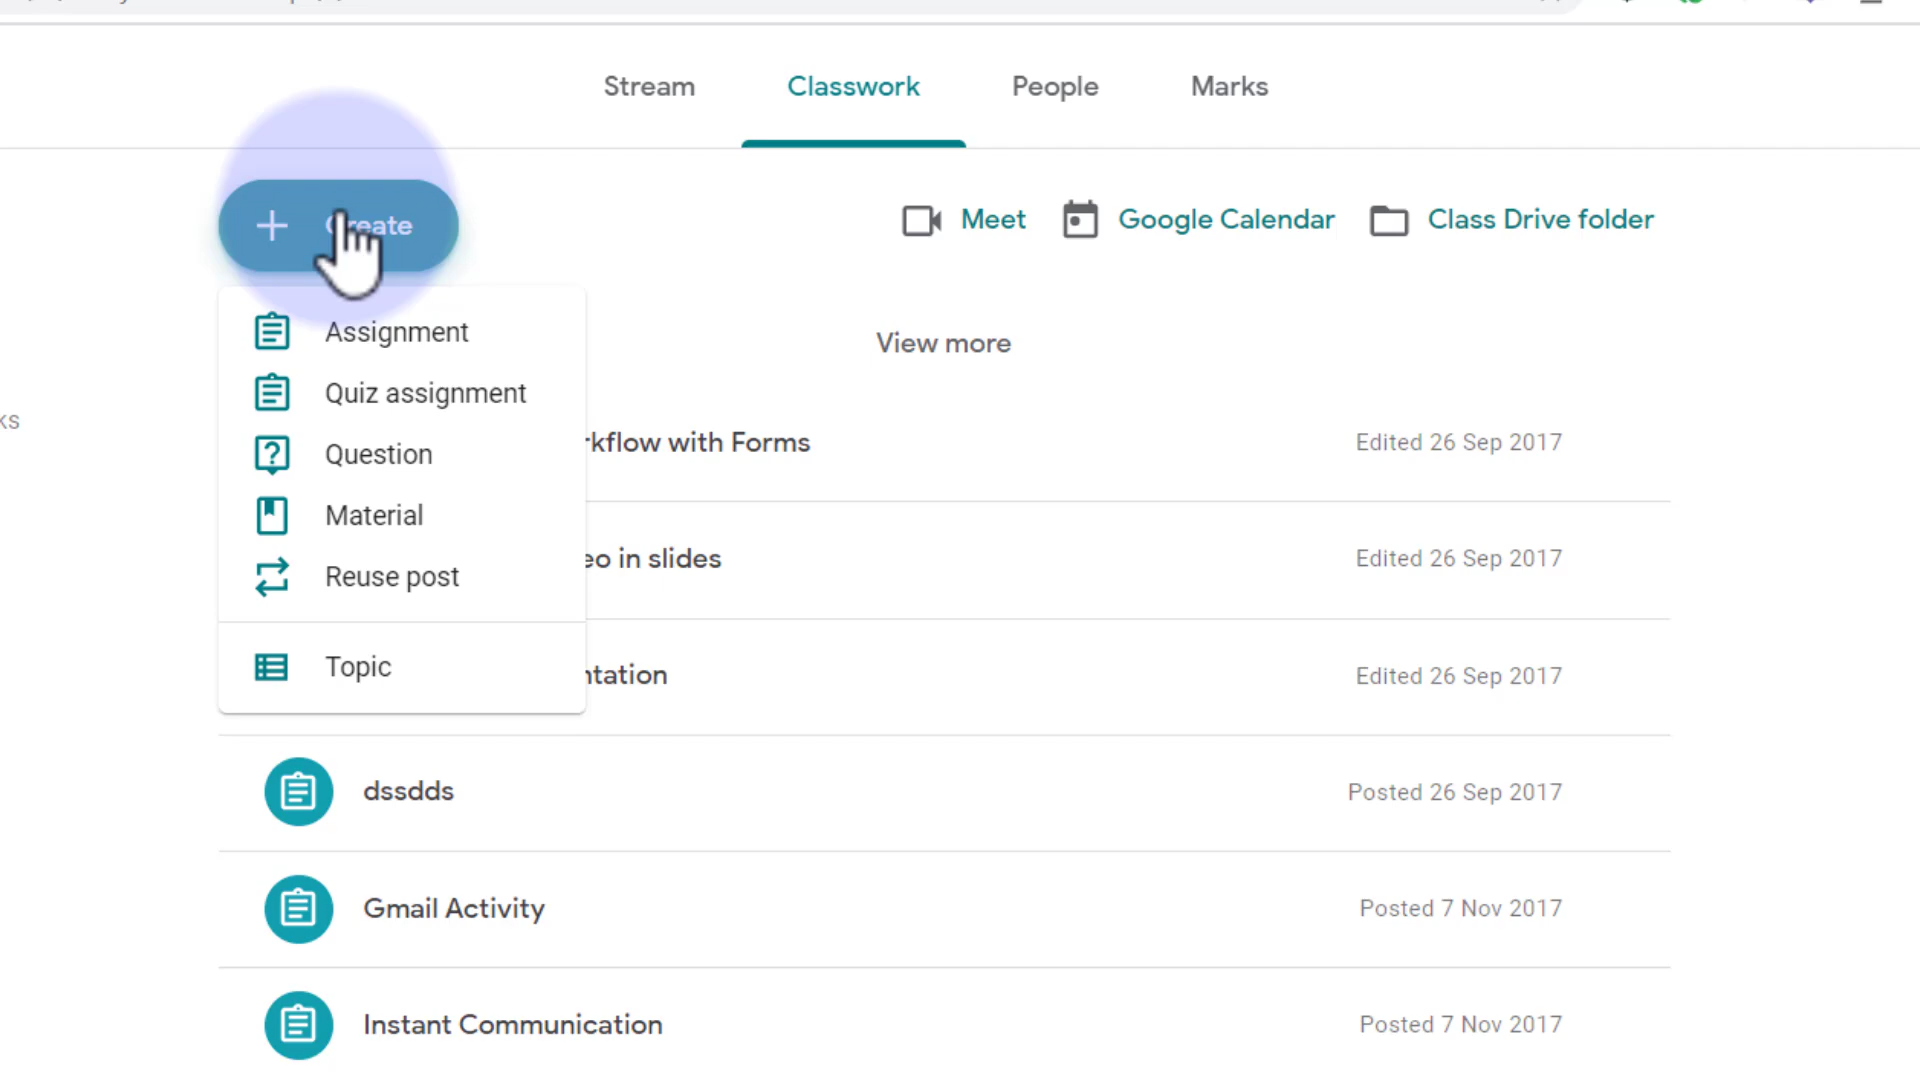 Stream Classwork People Marks
Create
Meet Google Calendar Class Drive folder
Assignment
View more
Quiz assignment
ks
Question
rkflow with Forms Edited 26 Sep 2017
Material
eo in slides Edited 26 Sep 2017
Reuse post
Topic
ntation Edited 26 Sep 2017
dssdds Posted 26 Sep 2017
Gmail Activity Posted 7 Nov 2017
Instant Communication Posted 7 Nov 2017